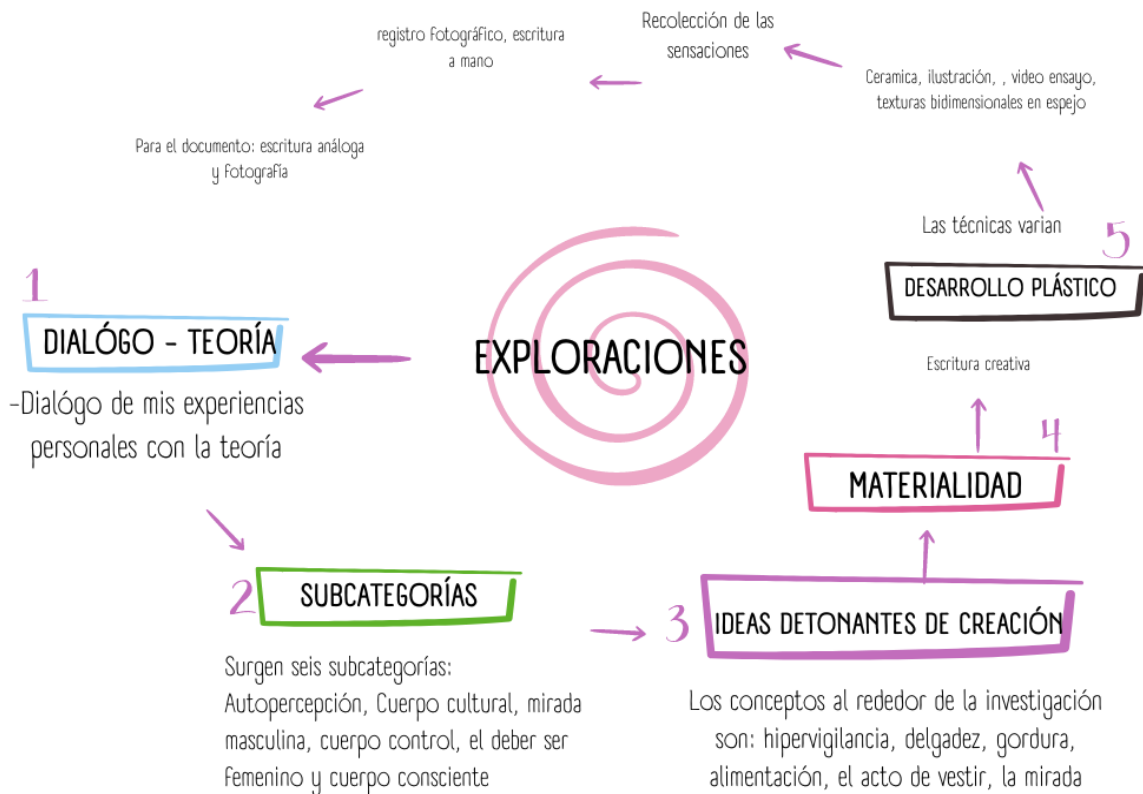 EXPLORACIONES
1
DIALÓGO - TEORÍA
-Dialógo de mis experiencias
personales con la teoría
2
SUBCATEGORÍAS
Surgen seis subcategorías:
Autopercepción, Cuerpo cultural, mirada
masculina, cuerpo control, el deber ser
femenino y cuerpo consciente
3
IDEAS DETONANTES DE CREACIÓN
Los conceptos al rededor de la investigación
son: hipervigilancia, delgadez, gordura,
alimentación, el acto de vestir, la mirada
4
MATERIALIDAD
Escritura creativa
5
DESARROLLO PLÁSTICO
Las técnicas varian
Ceramica, ilustración, , video ensayo,
texturas bidimensionales en espejo
Recolección de las
sensaciones
registro fotográfico, escritura
a mano
Para el documento: escritura análoga
y fotografía